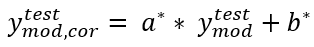 y^{test}_{mod,cor} = a^* * y^{test}_{mod} + b^*